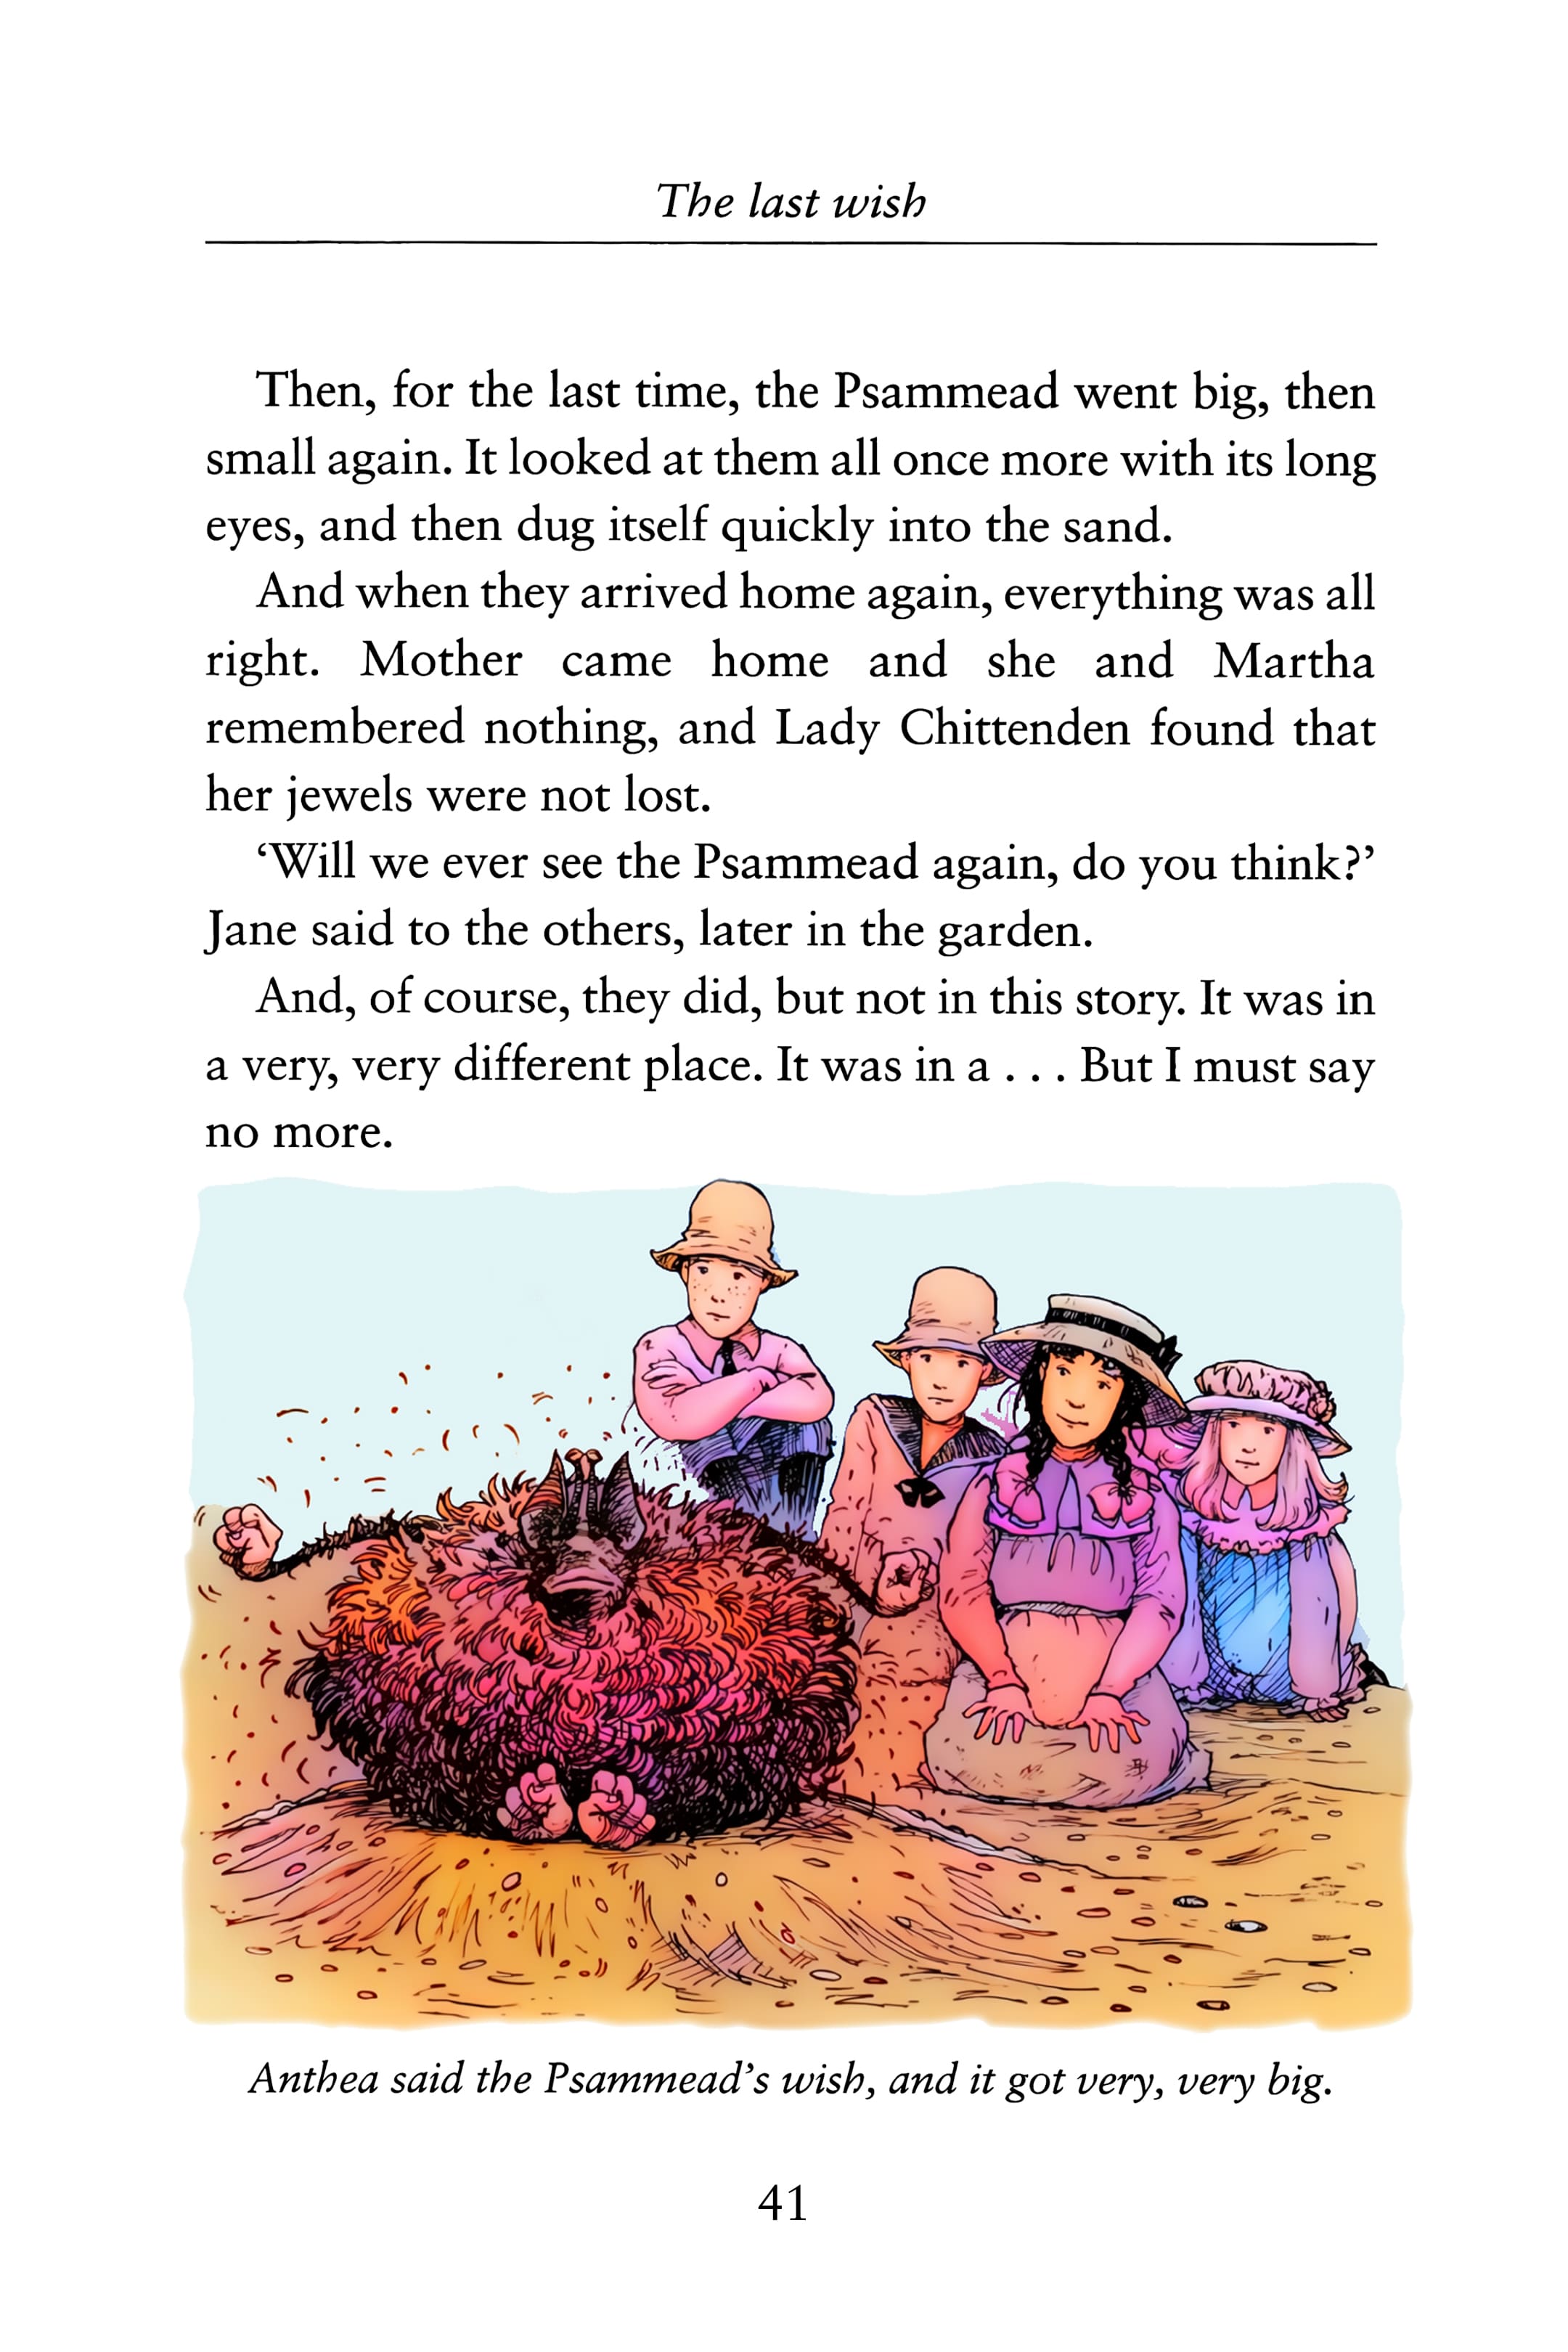 The last wish
Then, for the last time, the Psammead went big, then
small again. It looked at them all once more with its long
eyes, and then dug itself quickly into the sand.
And when they arrived home again, everything was all
right. Mother came home and she and Martha
remembered nothing, and Lady Chittenden found that
her jewels were not lost.
‘Will we ever see the Psammead again, do you think?’
Jane said to the others, later in the garden.
And, of course, they did, but not in this story. It was in
a very, very different place. It was in a . . . But I must say
no more.
Anthea said the Psammead’s wish, and it got very, very big.
41